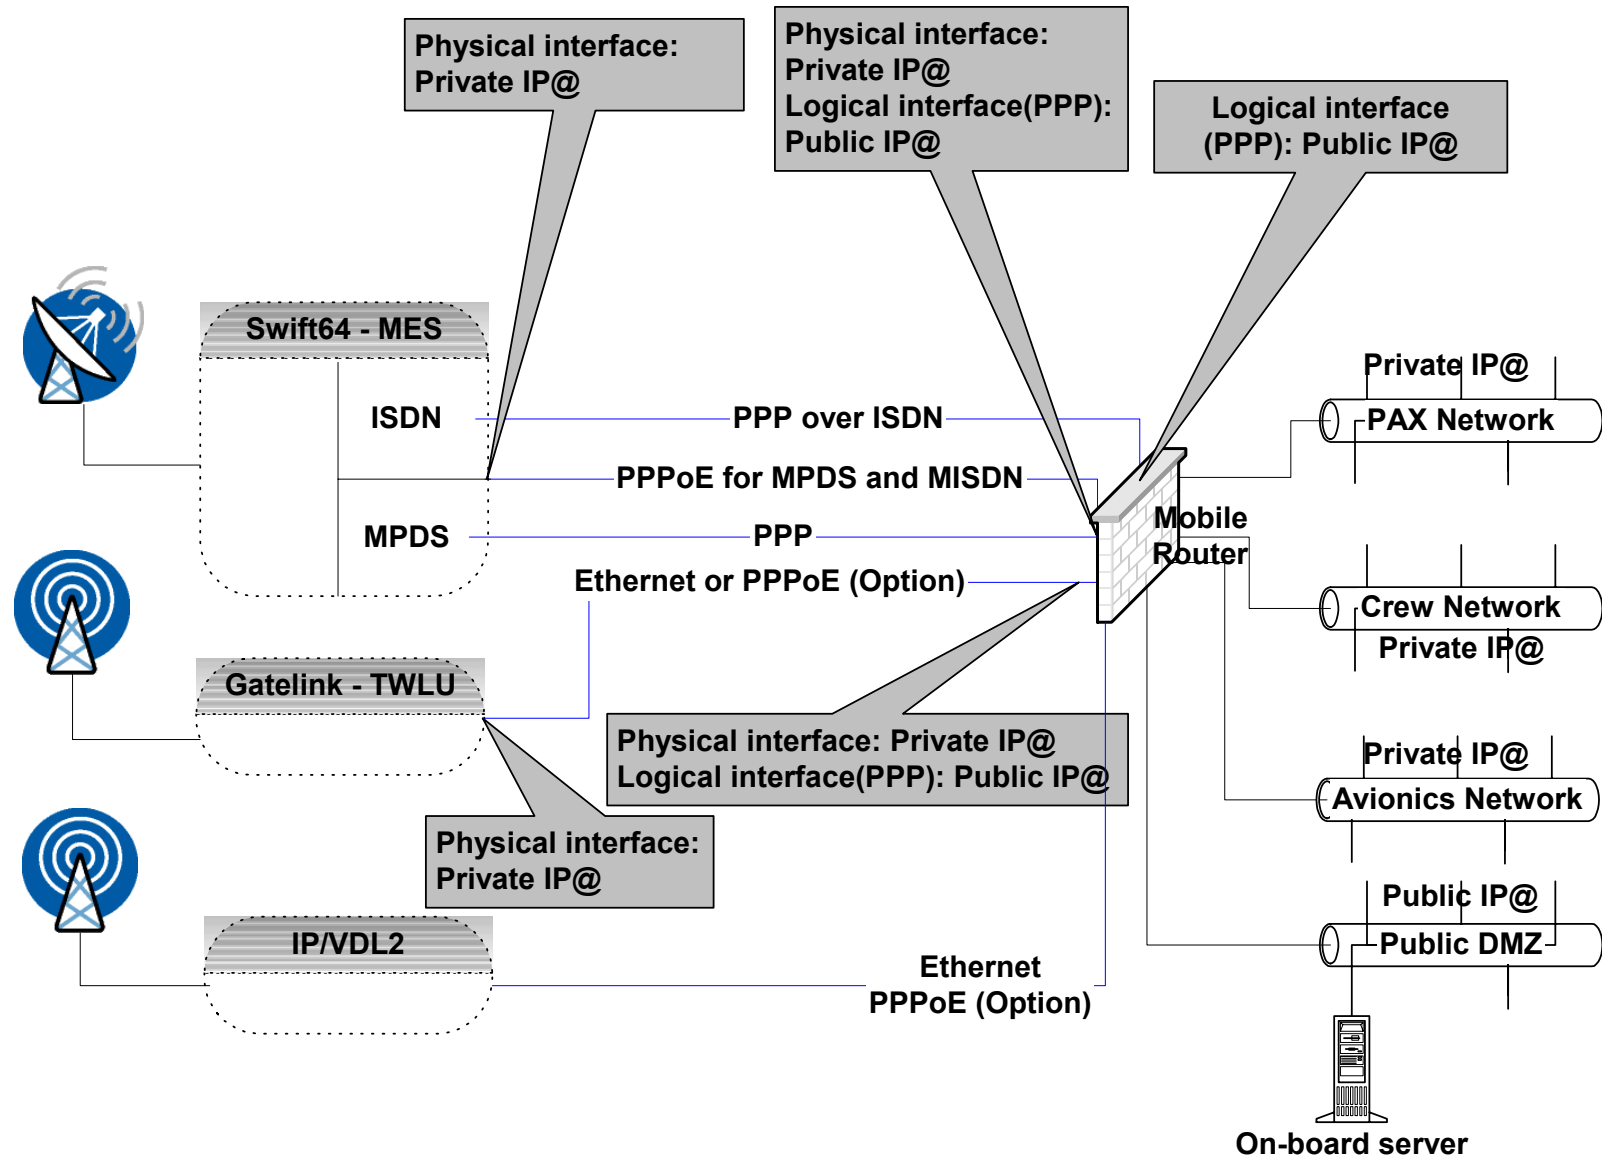 Physical interface:
Private IP@
Physical interface:
Private IP@
Logical interface(PPP):
Public IP@
Logical interface
(PPP): Public IP@
Swift64 - MES
ISDN
PPP over ISDN
PPPoE for MPDS and MISDN
MPDS
PPP
Ethernet or PPPoE (Option)
Mobile
Router
Private IP@
PAX Network
Crew Network
Private IP@
Gatelink - TWLU
Physical interface: Private IP@
Logical interface(PPP): Public IP@
Private IP@
Avionics Network
Physical interface:
Private IP@
Public IP@
Public DMZ
IP/VDL2
Ethernet
PPPoE (Option)
On-board server